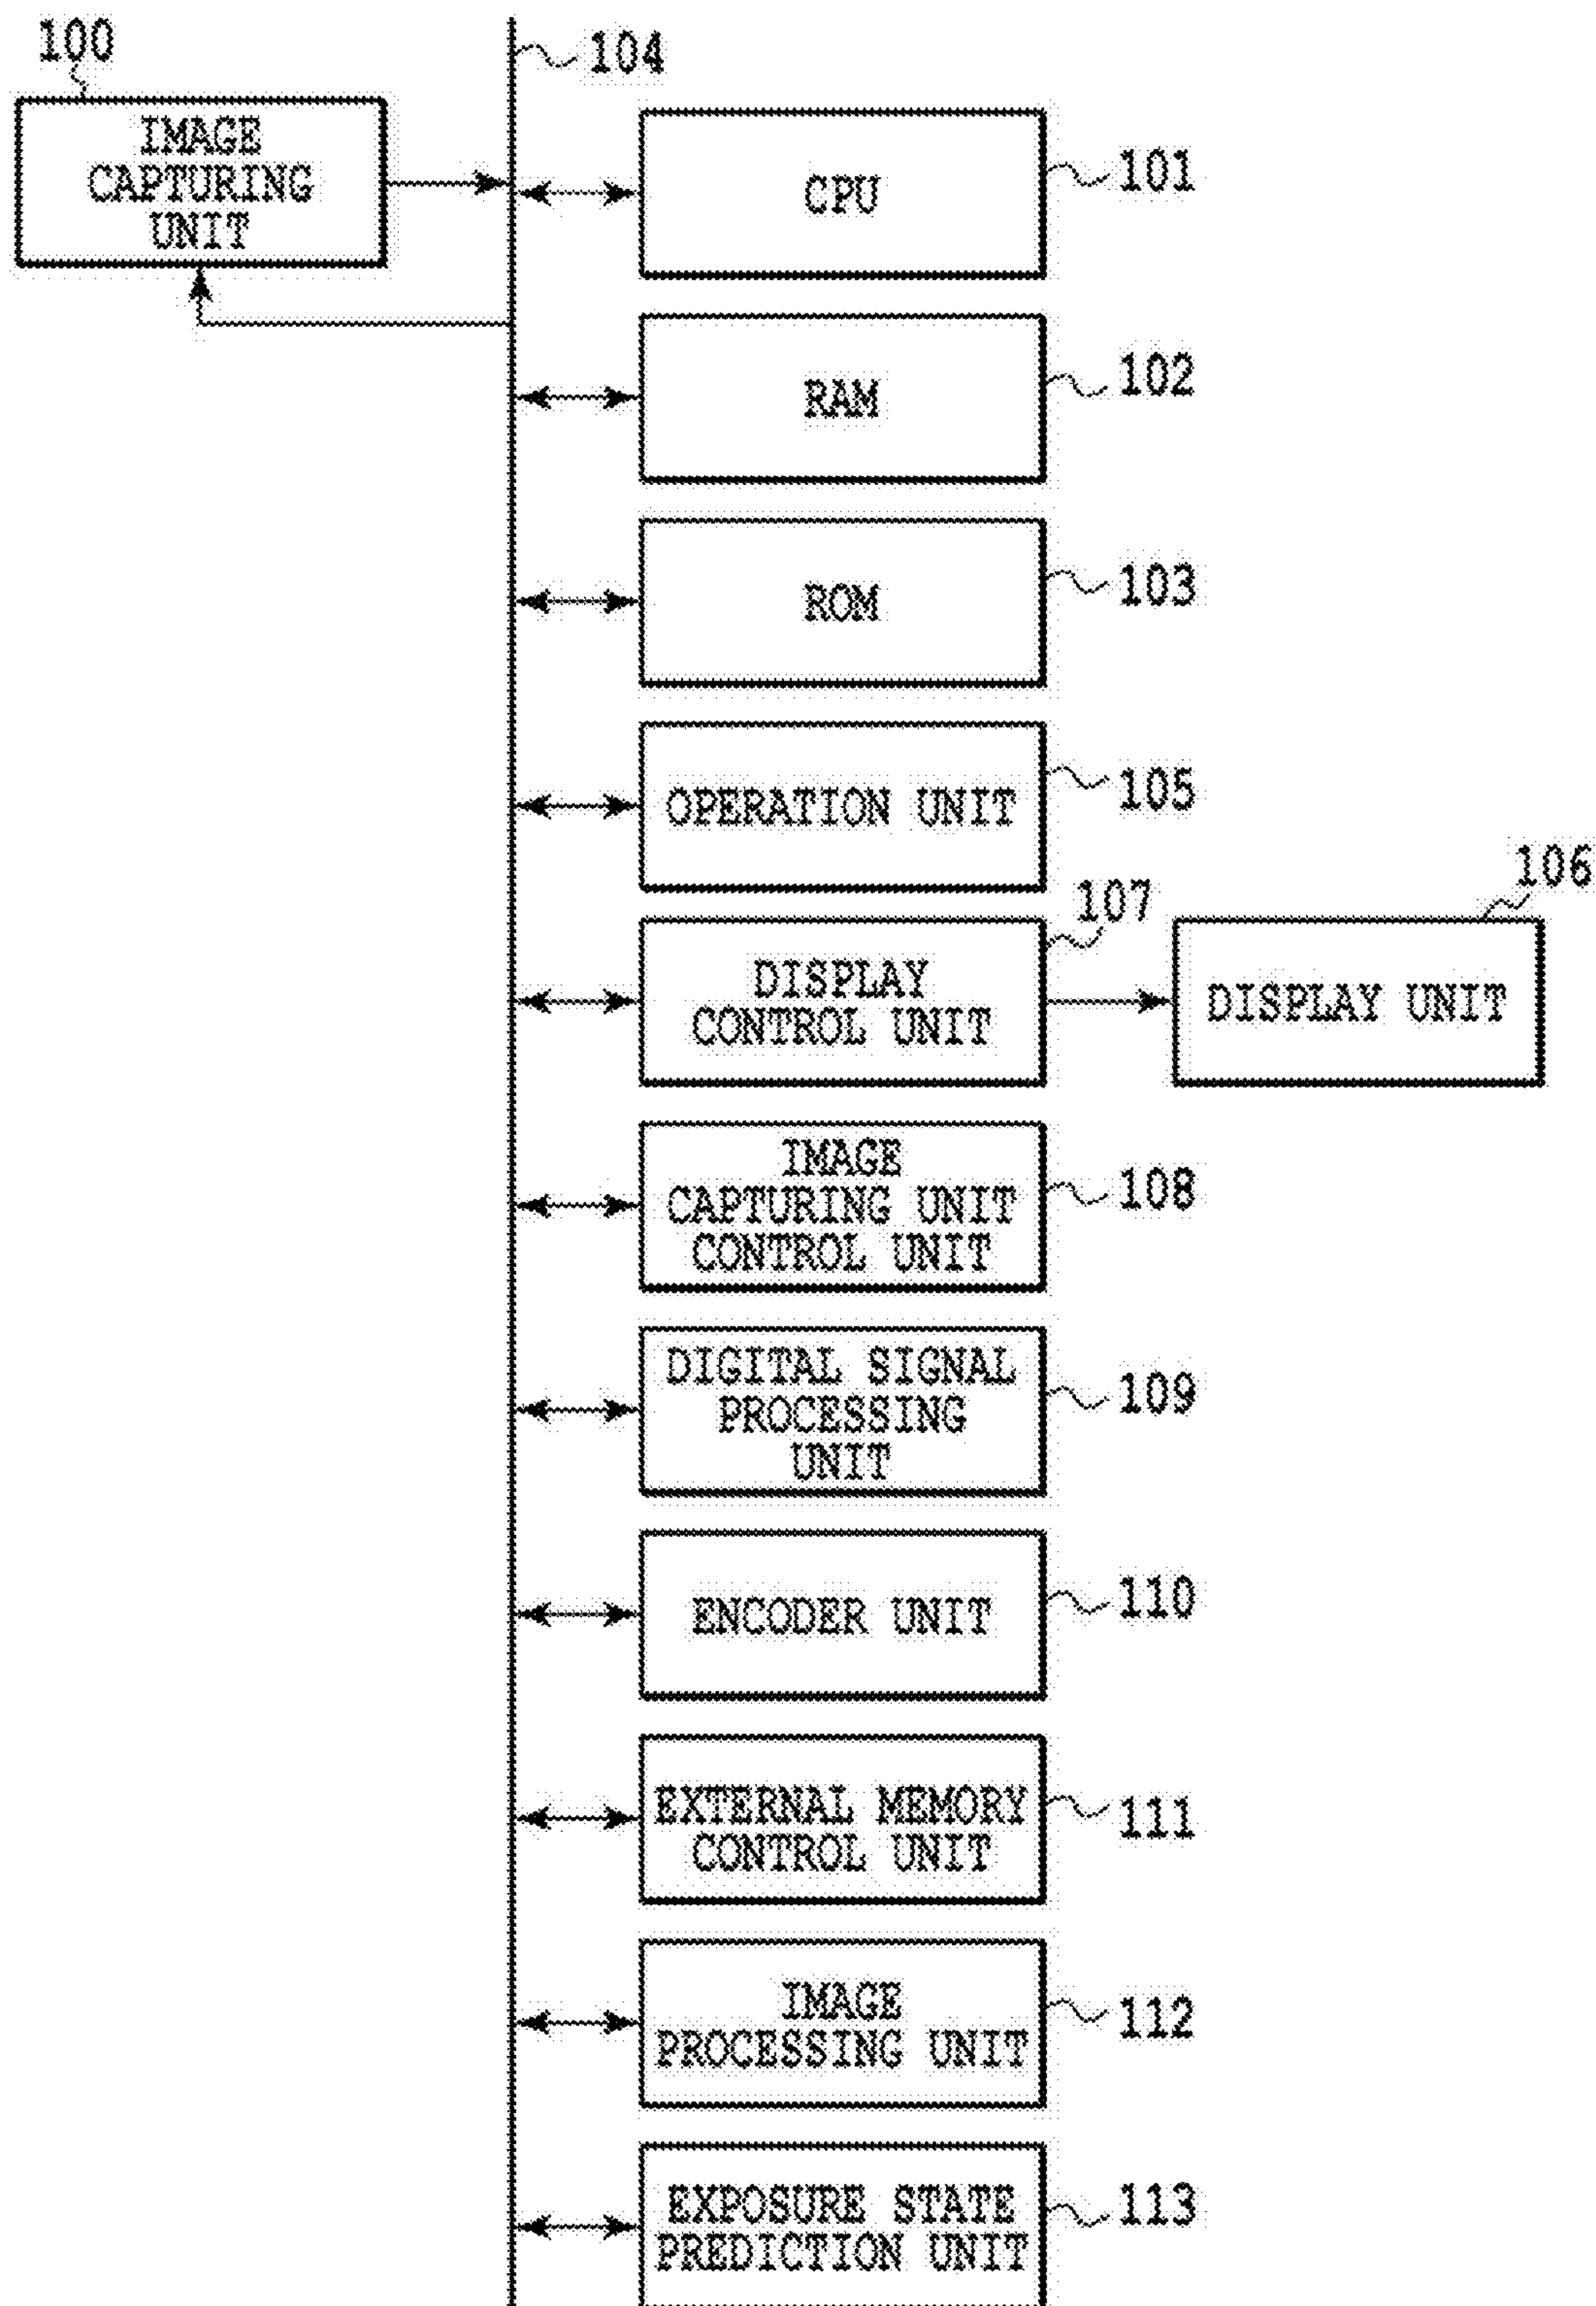 100
104
IMAGE
CAPTURING
UNIT
CPU
101
RAM
102
ROM
103
OPERATION UNIT
105
107
106
DISPLAY
CONTROL UNIT
DISPLAY UNIT
IMAGE
CAPTURING UNIT
CONTROL UNIT
108
DIGITAL SIGNAL
PROCESSING
UNIT
109
ENCODER UNIT
110
EXTERNAL MEMORY
CONTROL UNIT
111
IMAGE
PROCESSING UNIT
112
EXPOSURE STATE
PREDICTION UNIT
113